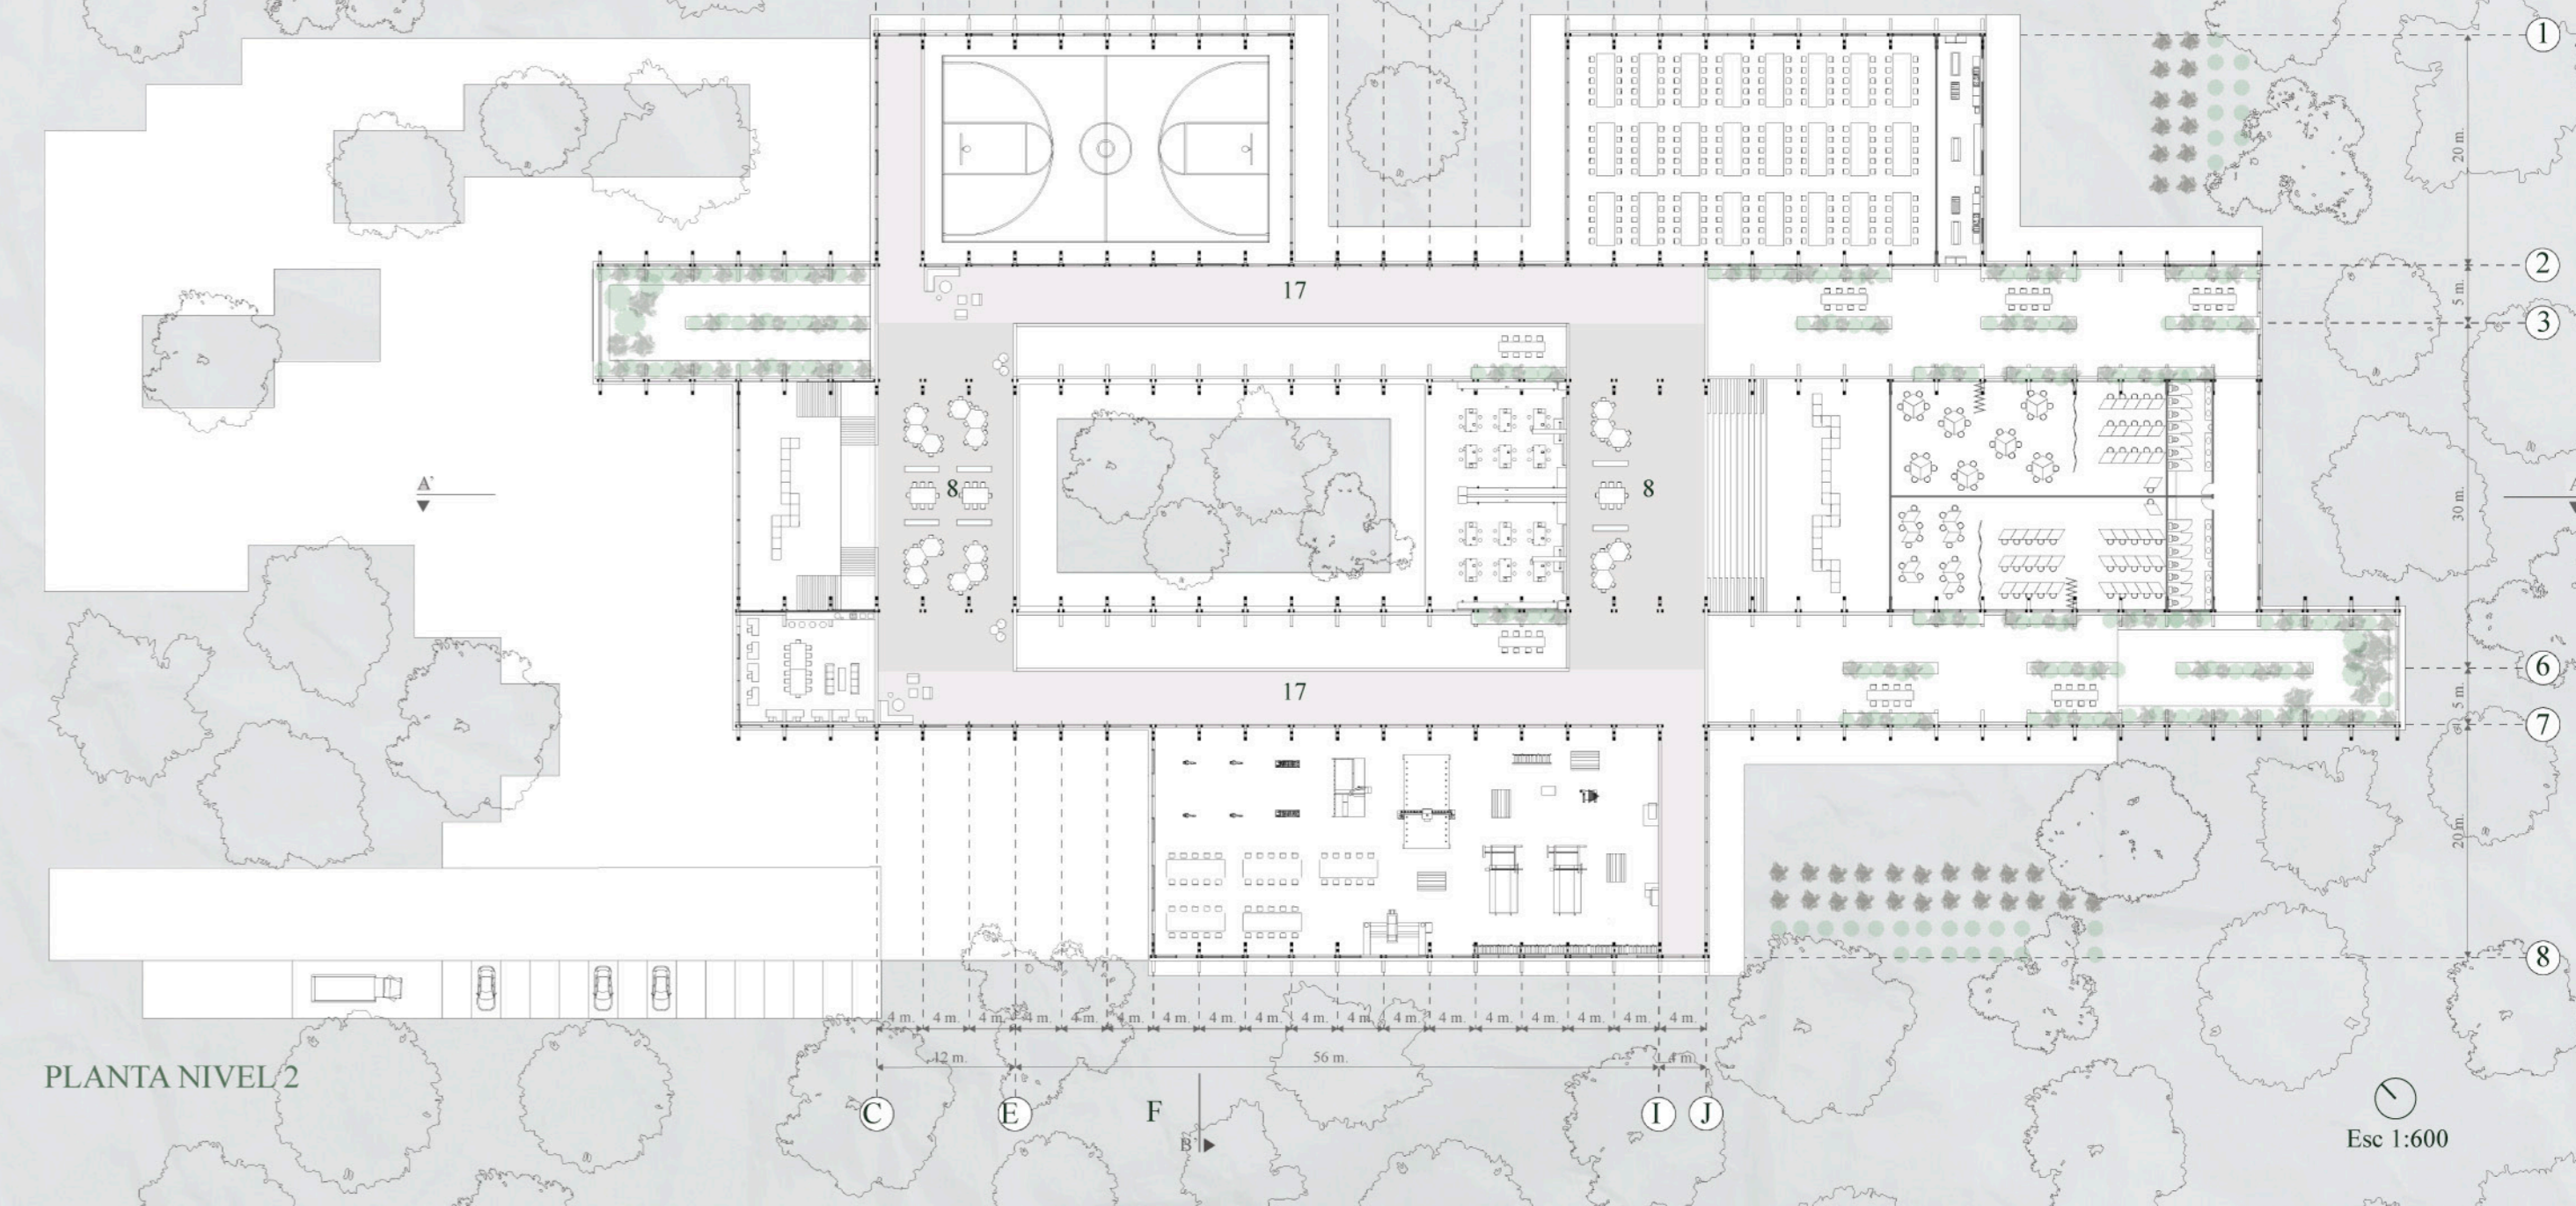 1
20 m.
2
17
5 m.
3
A'
8
8
30 m.
A
6
17
5 m.
7
20 m.
8
4 m. 4 m. 4 m. 4 m. 4 m. 4 m. 4 m. 4 m. 4 m. 4 m. 4 m. 4 m. 4 m. 4 m. 4 m. 4 m. 4 m. 4 m.
12 m. 56 m. 4 m.
PLANTA NIVEL 2
C E F I J
B'
Esc 1:600